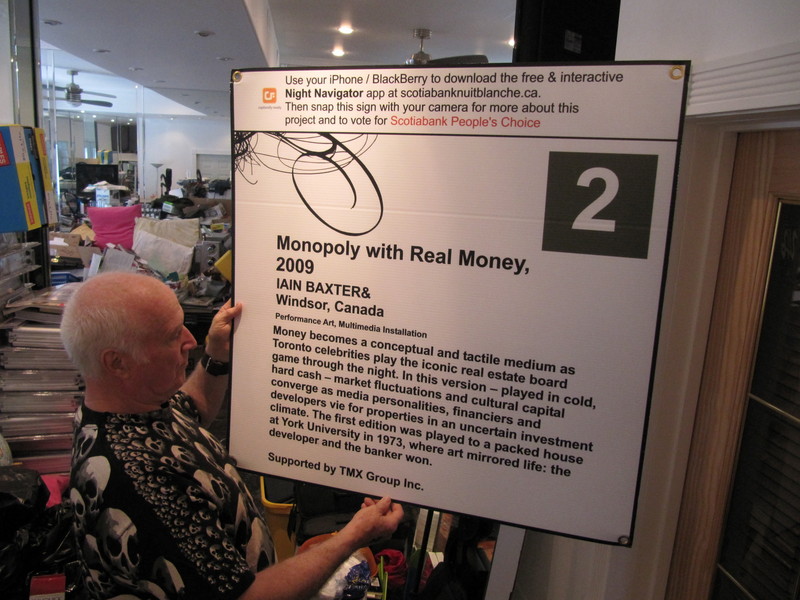 Use your iPhone / BlackBerry to download the free & interactive
Night Navigator app at scotiabanknuitblanche.ca.
Then snap this sign with your camera for more about this
project and to vote for Scotiabank People's Choice
2
Monopoly with Real Money,
2009
IAIN BAXTER&
Windsor, Canada
Performance Art, Multimedia Installation
Money becomes a conceptual and tactile medium as
Toronto celebrities play the iconic real estate board
game through the night. In this version – played in cold,
hard cash – market fluctuations and cultural capital
converge as media personalities, financiers and
developers vie for properties in an uncertain investment
climate. The first edition was played to a packed house
at York University in 1973, where art mirrored life: the
developer and the banker won.
Supported by TMX Group Inc.